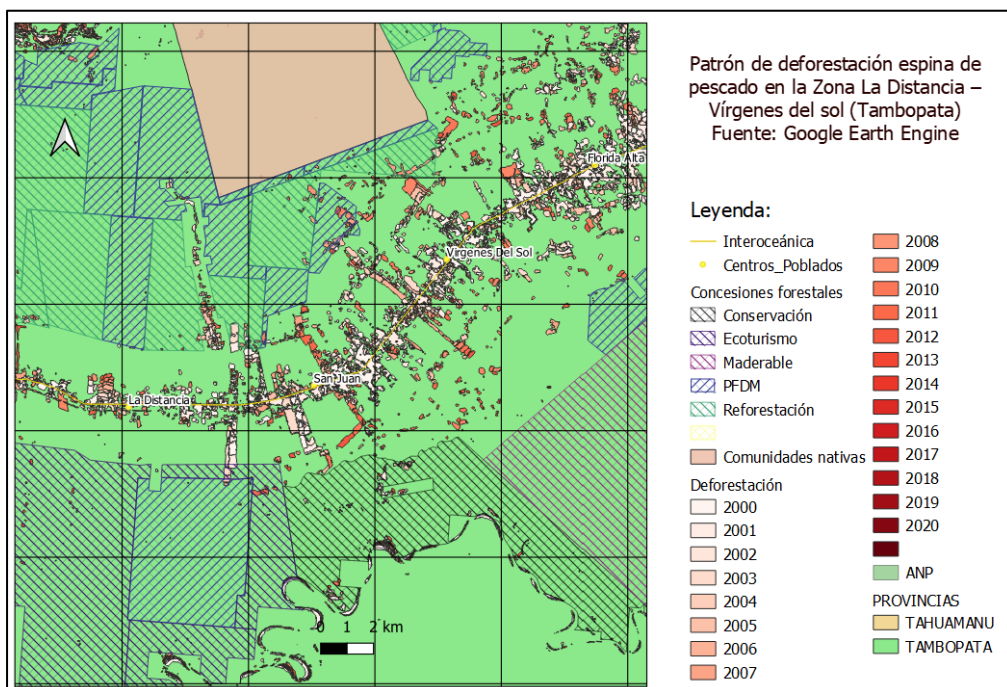 Patrón de deforestación espina de
pescado en la Zona La Distancia –
Vírgenes del sol (Tambopata)
Fuente: Google Earth Engine
Florida Alta
Vírgenes Del Sol
San Juan
La Distancia
0 1 2 km
Leyenda:
Interoceánica
Centros_Poblados
Concesiones forestales
Conservación
Ecoturismo
Maderable
PFDM
Reforestación
Comunidades nativas
Deforestación
2000
2001
2002
2003
2004
2005
2006
2007
2008
2009
2010
2011
2012
2013
2014
2015
2016
2017
2018
2019
2020
ANP
PROVINCIAS
TAHUAMANU
TAMBOPATA